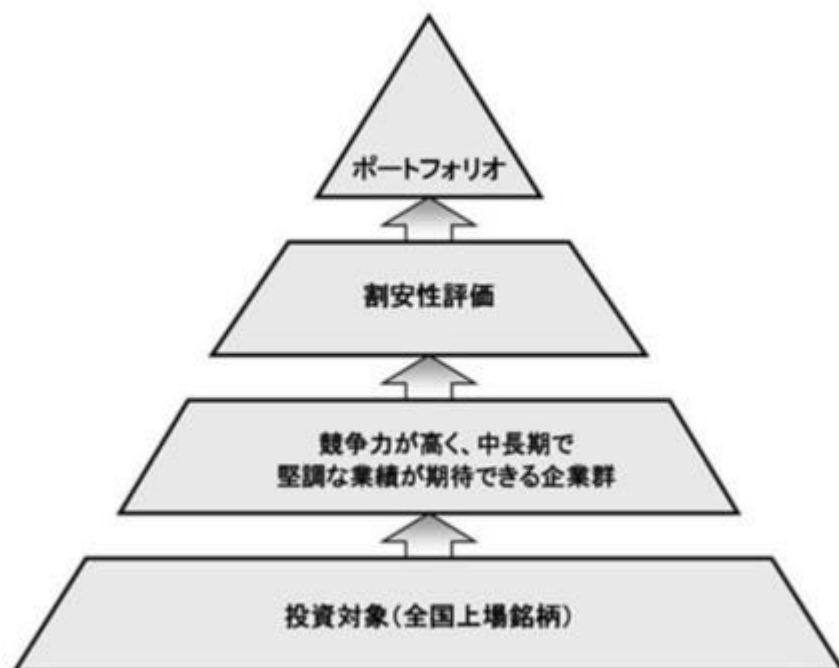 ポートフォリオ
割安性評価
競争力が高く、中長期で
堅調な業績が期待できる企業群
投資対象(全国上場銘柄)